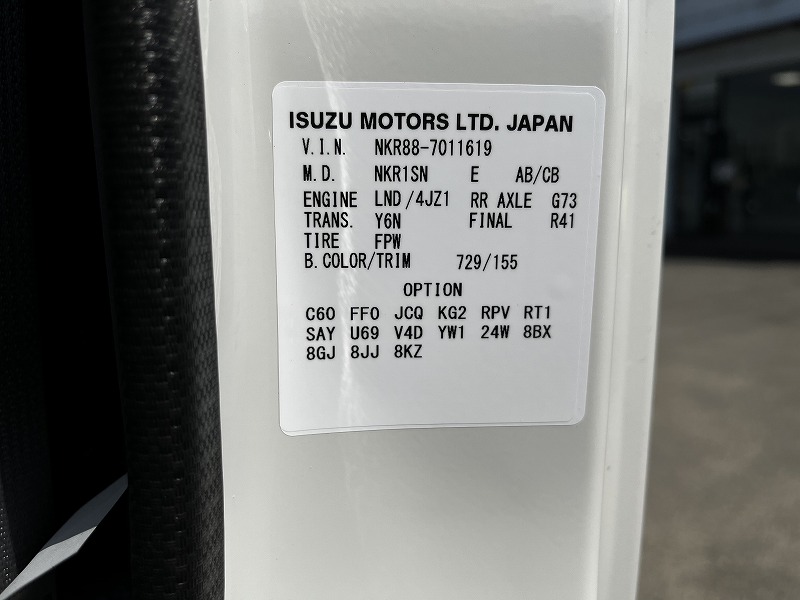 ISUZU MOTORS LTD. JAPAN
V.I.N. NKR88-7011619
M.D. NKR1SN E AB/CB
ENGINE LND/4JZ1 RR AXLE G73
TRANS. Y6N FINAL R41
TIRE FPW
B.COLOR/TRIM 729/155
OPTION
C60 FF0 JCQ KG2 RPV RT1
SAY U69 V4D YW1 24W 8BX
8GJ 8JJ 8KZ